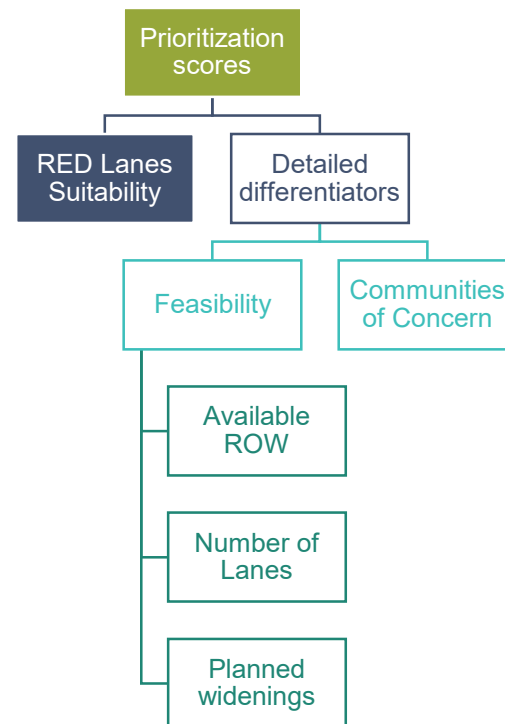 Prioritization
scores
RED Lanes
Suitability
Detailed
differentiators
Feasibility
Communities
of Concern
Available
ROW
Number of
Lanes
Planned
widenings